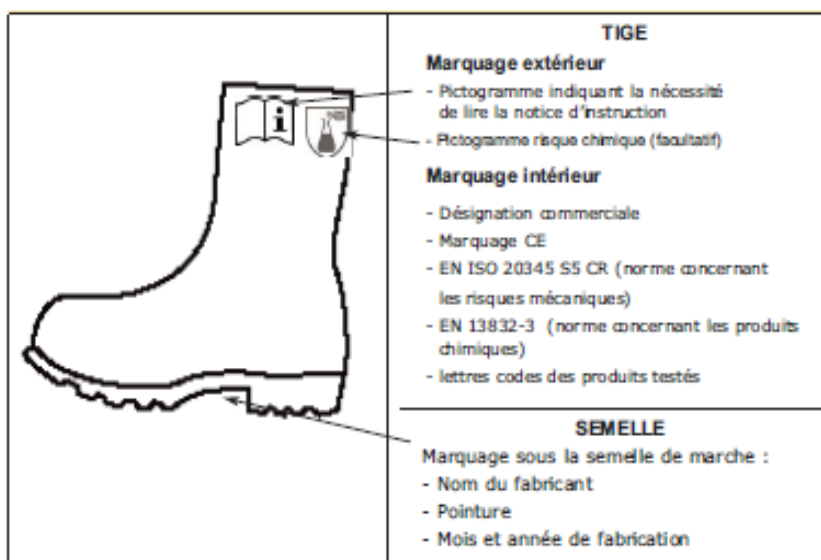 TIGE
Marquage extérieur
- Pictogramme indiquant la nécessité
de lire la notice d'instruction
- Pictogramme risque chimique (facultatif)
Marquage intérieur
- Désignation commerciale
- Marquage CE
- EN ISO 20345 S5 CR (norme concernant
les risques mécaniques)
- EN 13832-3 (norme concernant les produits
chimiques)
- lettres codes des produits testés
SEMELLE
Marquage sous la semelle de marche :
- Nom du fabricant
- Pointure
- Mois et année de fabrication
i